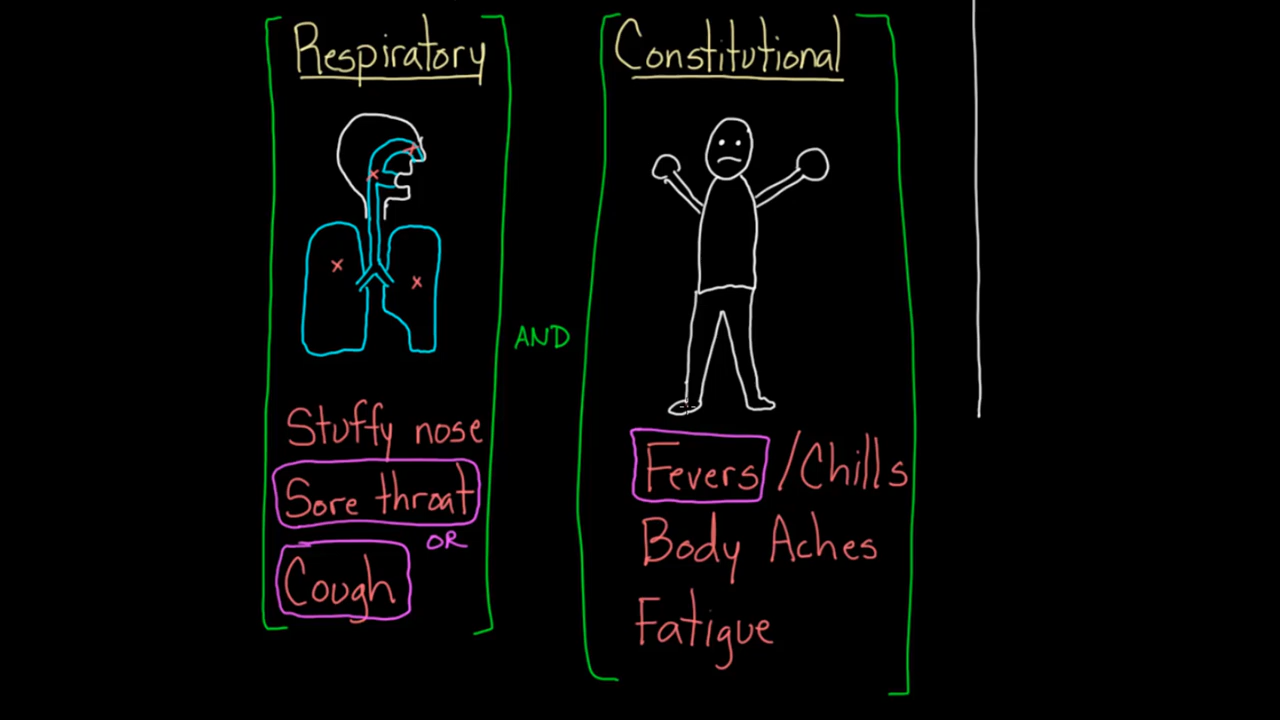 Respiratory
Stuffy nose
Sore throat
OR
Cough
AND
Constitutional
Fevers /Chills
Body Aches
Fatigue